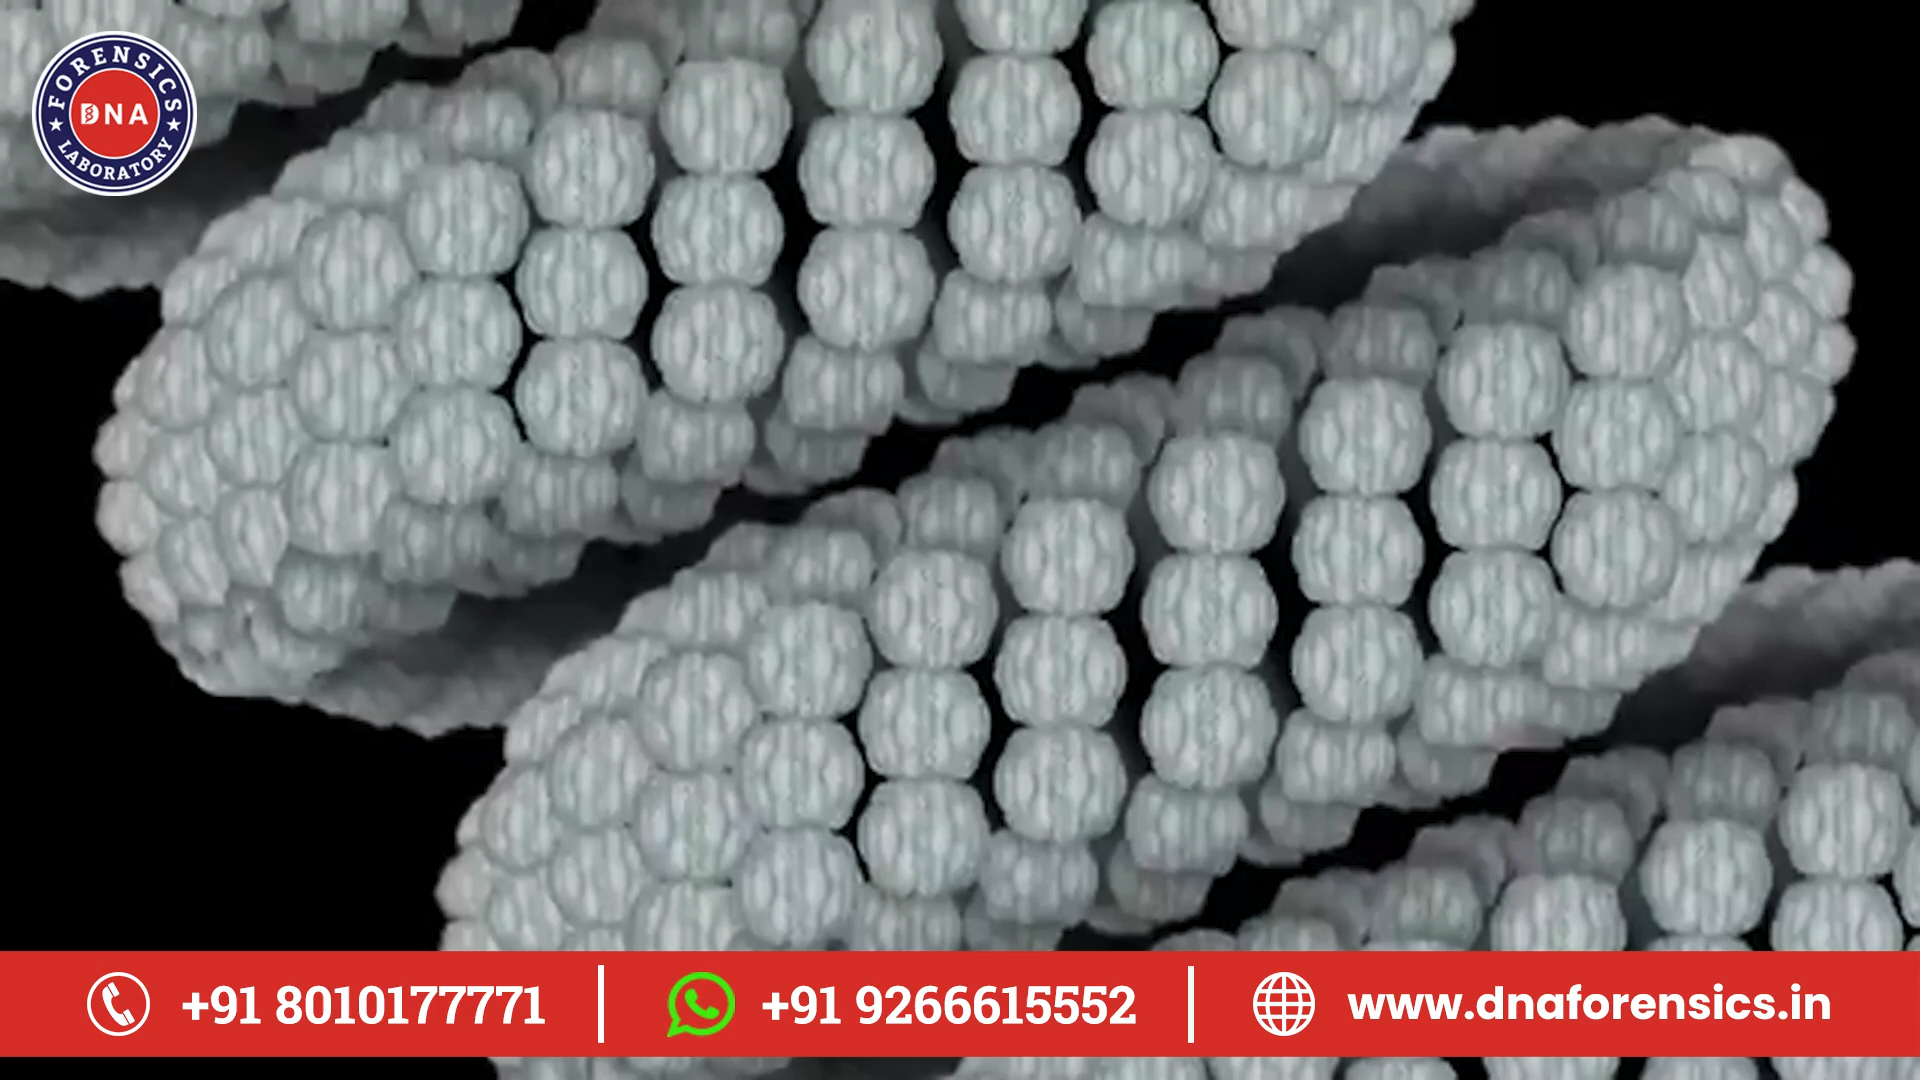 FORENSICS
DNA
LABORATORY
+91 8010177771
+91 9266615552
www.dnaforensics.in